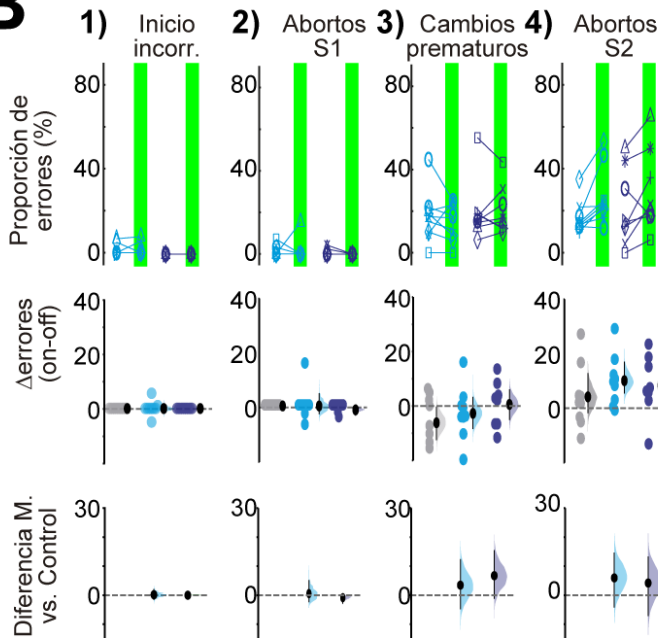 B
1) Inicio
incorr.
2) Abortos
S1
3) Cambios
prematuros
4) Abortos
S2
Proporción de
errores (%)
80
40
0
80
40
0
80
40
0
80
40
0
Δerrores
(on-off)
40
20
0
40
20
0
40
20
0
40
20
0
Diferencia M.
vs. Control
30
0
30
0
30
0
30
0